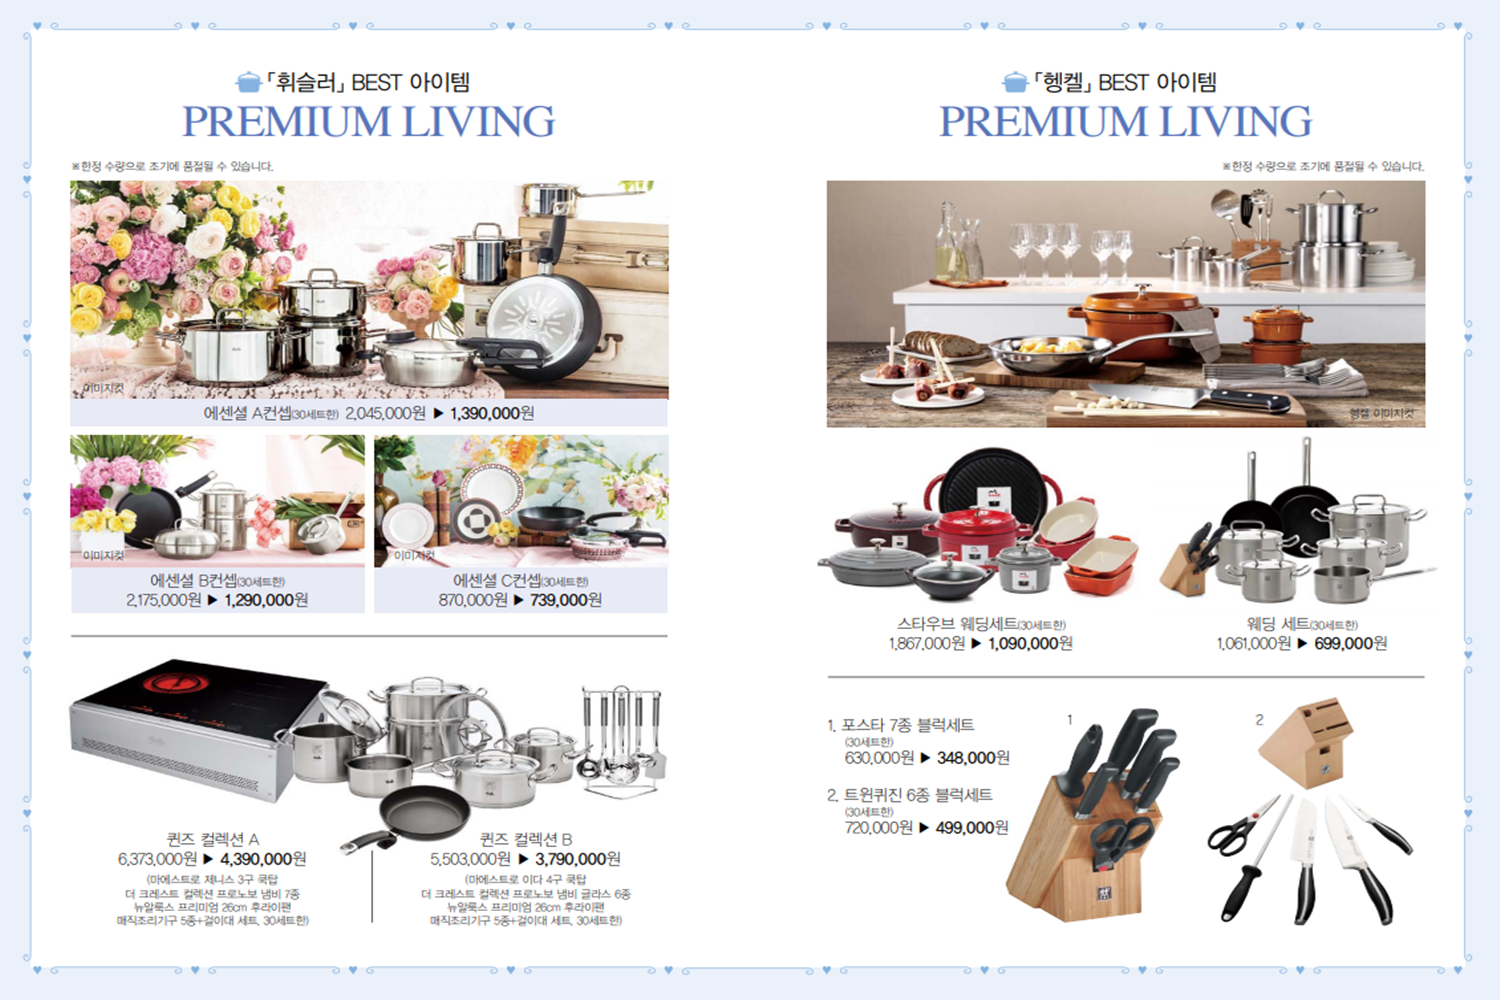 「휘슬러」 BEST 아이템
PREMIUM LIVING
※한정 수량으로 조기에 품절될 수 있습니다.
이미지컷
에센셜 A컨셉(30세트한) 2,045,000원 ▶ 1,390,000원
이미지컷
에센셜 B컨셉(30세트한)
2,175,000원 ▶ 1,290,000원
이미지컷
에센셜 C컨셉(30세트한)
870,000원 ▶ 739,000원
퀸즈 컬렉션 A
6,373,000원 ▶ 4,390,000원
(마에스트로 제니스 3구 쿡탑
더 크레스트 컬렉션 프로노보 냄비 7종
뉴알룩스 프리미엄 26cm 후라이팬
매직조리기구 5종+걸이대 세트, 30세트한)
퀸즈 컬렉션 B
5,503,000원 ▶ 3,790,000원
(마에스트로 이다 4구 쿡탑
더 크레스트 컬렉션 프로노보 냄비 글라스 6종
뉴알룩스 프리미엄 26cm 후라이팬
매직조리기구 5종+걸이대 세트, 30세트한)
「헹켈」 BEST 아이템
PREMIUM LIVING
※한정 수량으로 조기에 품절될 수 있습니다.
헹켈 이미지컷
스타우브 웨딩세트(30세트한)
1,867,000원 ▶ 1,090,000원
웨딩 세트(30세트한)
1,061,000원 ▶ 699,000원
1. 포스타 7종 블럭세트
(30세트한)
630,000원 ▶ 348,000원
2. 트윈퀴진 6종 블럭세트
(30세트한)
720,000원 ▶ 499,000원
1
2